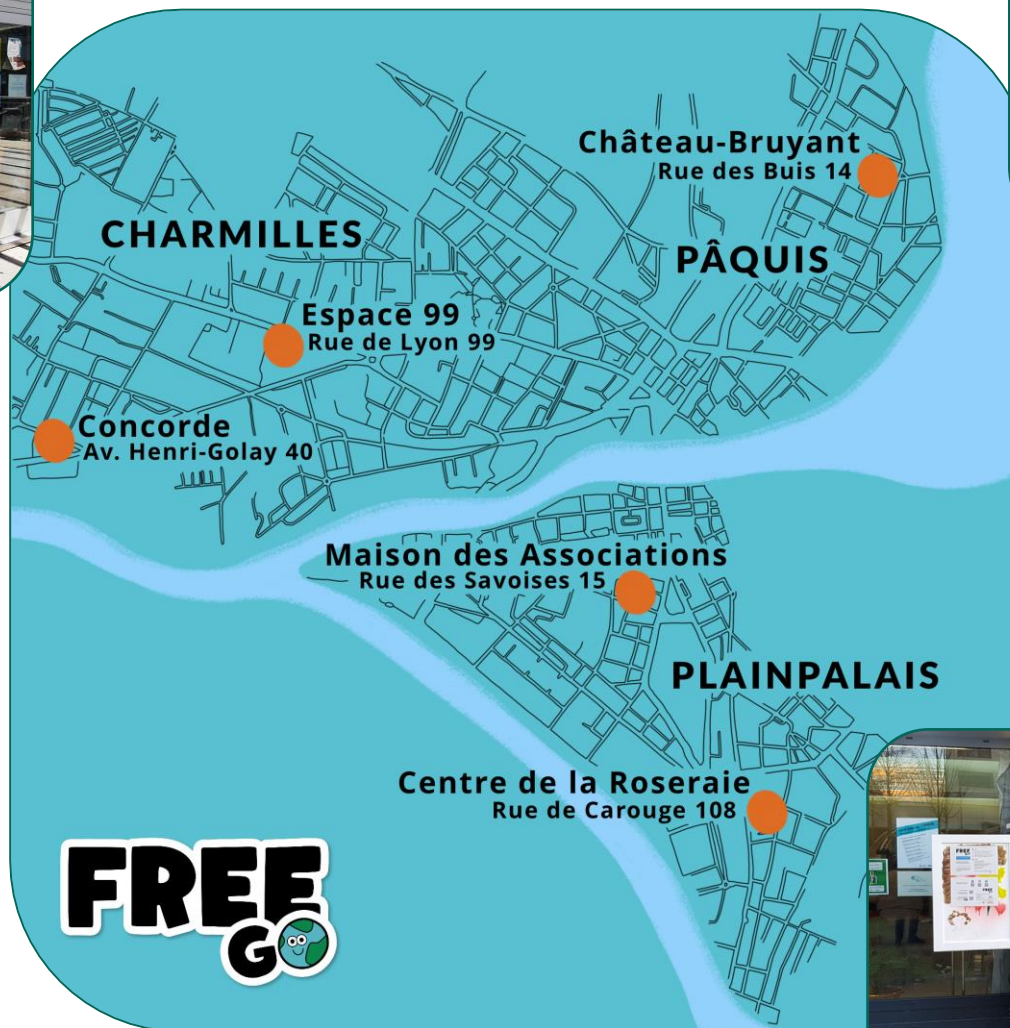 Château-Bruyant
Rue des Buis 14
CHARMILLES
PÂQUIS
Espace 99
Rue de Lyon 99
Concorde
Av. Henri-Golay 40
Maison des Associations
Rue des Savoises 15
PLAINPALAIS
Centre de la Roseraie
Rue de Carouge 108
FREE
GO
FREE